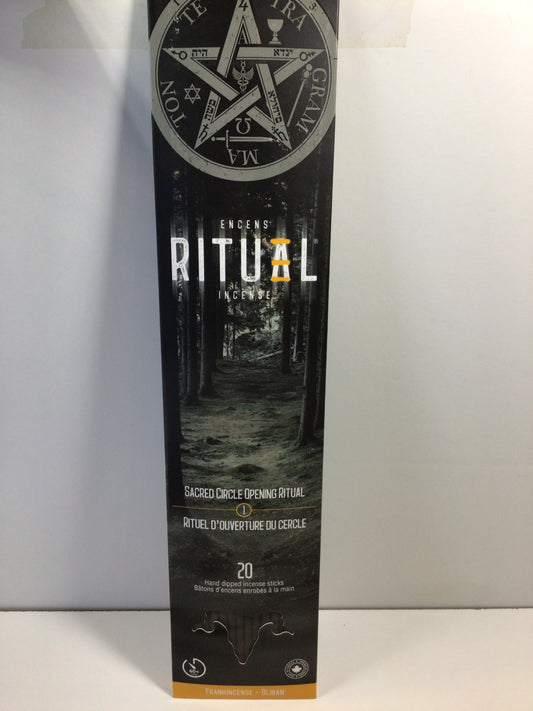 4
TE TRA
GRAM
MA
TON
Ω
ENCENS
RITUAL
INCENSE
SACRED CIRCLE OPENING RITUAL
1
RITUEL D'OUVERTURE DU CERCLE
20
Hand dipped incense sticks
Bâtons d'encens enrobés à la main
FRANKINCENSE • OLIBAN